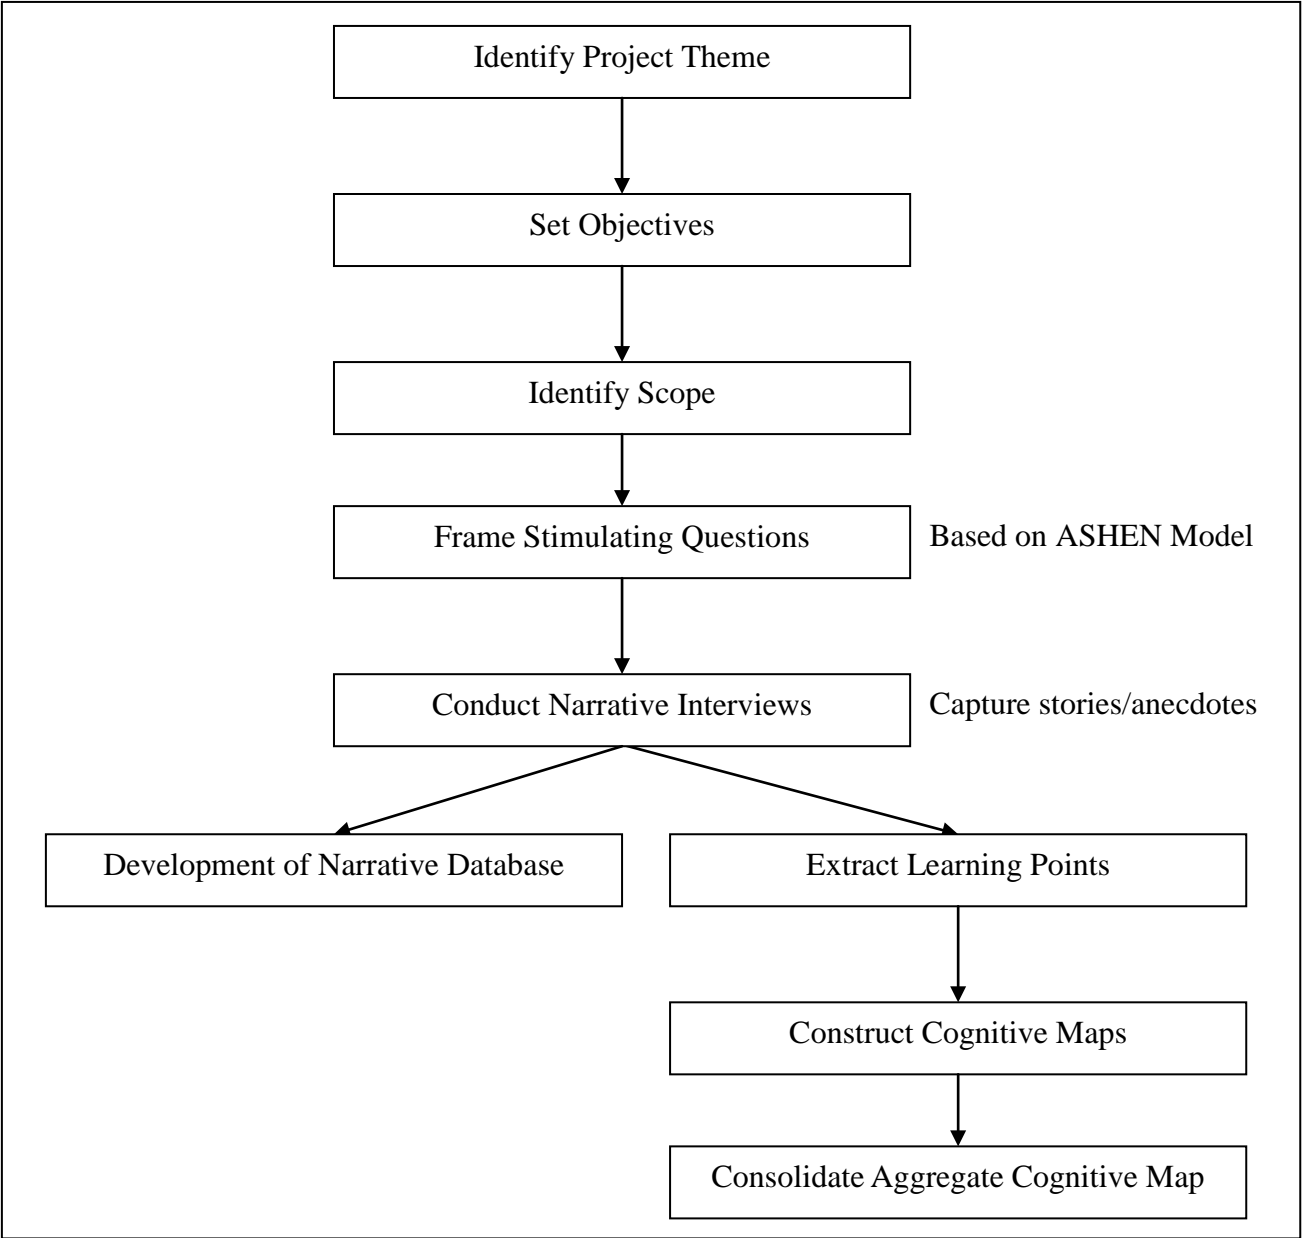 Identify Project Theme
Set Objectives
Identify Scope
Frame Stimulating Questions
Based on ASHEN Model
Conduct Narrative Interviews
Capture stories/anecdotes
Development of Narrative Database
Extract Learning Points
Construct Cognitive Maps
Consolidate Aggregate Cognitive Map